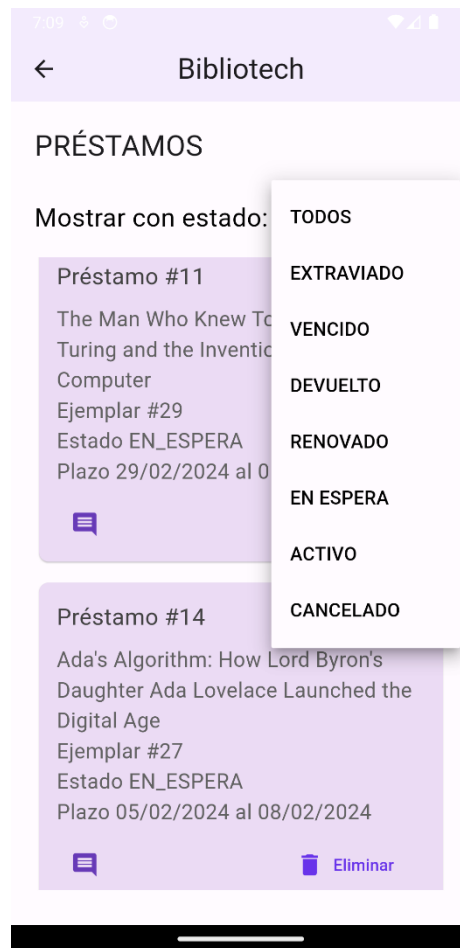 7:09
Bibliotech
PRÉSTAMOS
Mostrar con estado:
TODOS
EXTRAVIADO
VENCIDO
DEVUELTO
RENOVADO
EN ESPERA
ACTIVO
CANCELADO
Préstamo #11
The Man Who Knew
Turing and the
Computer
Ejemplar #29
Estado EN_ESPERA
Plazo 29/02/2024 al
Préstamo #14
Ada's Algorithm: How Lord Byron's
Daughter Ada Lovelace Launched the
Digital Age
Ejemplar #27
Estado EN_ESPERA
Plazo 05/02/2024 al 08/02/2024
Eliminar